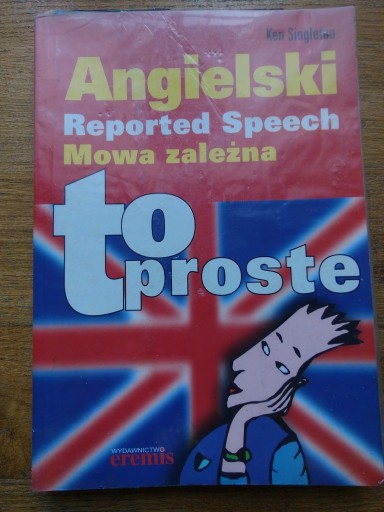 Ken Singleton
Angielski
Reported Speech
Mowa zależna
to
proste
WYDAWNICTWO
eremis